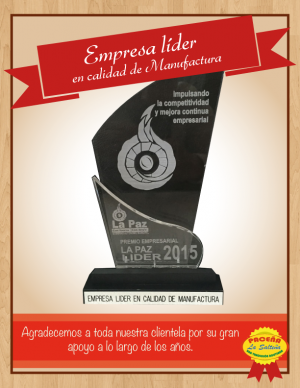 Empresa líder
en calidad de Manufactura
Impulsando
la competitividad
y mejora continua
empresarial
La Paz
PREMIO EMPRESARIAL
LA PAZ
LIDER 2015
EMPRESA LIDER EN CALIDAD DE MANUFACTURA
Agradecemos a toda nuestra clientela por su gran
apoyo a lo largo de los años.
PACEÑA
La Salteña